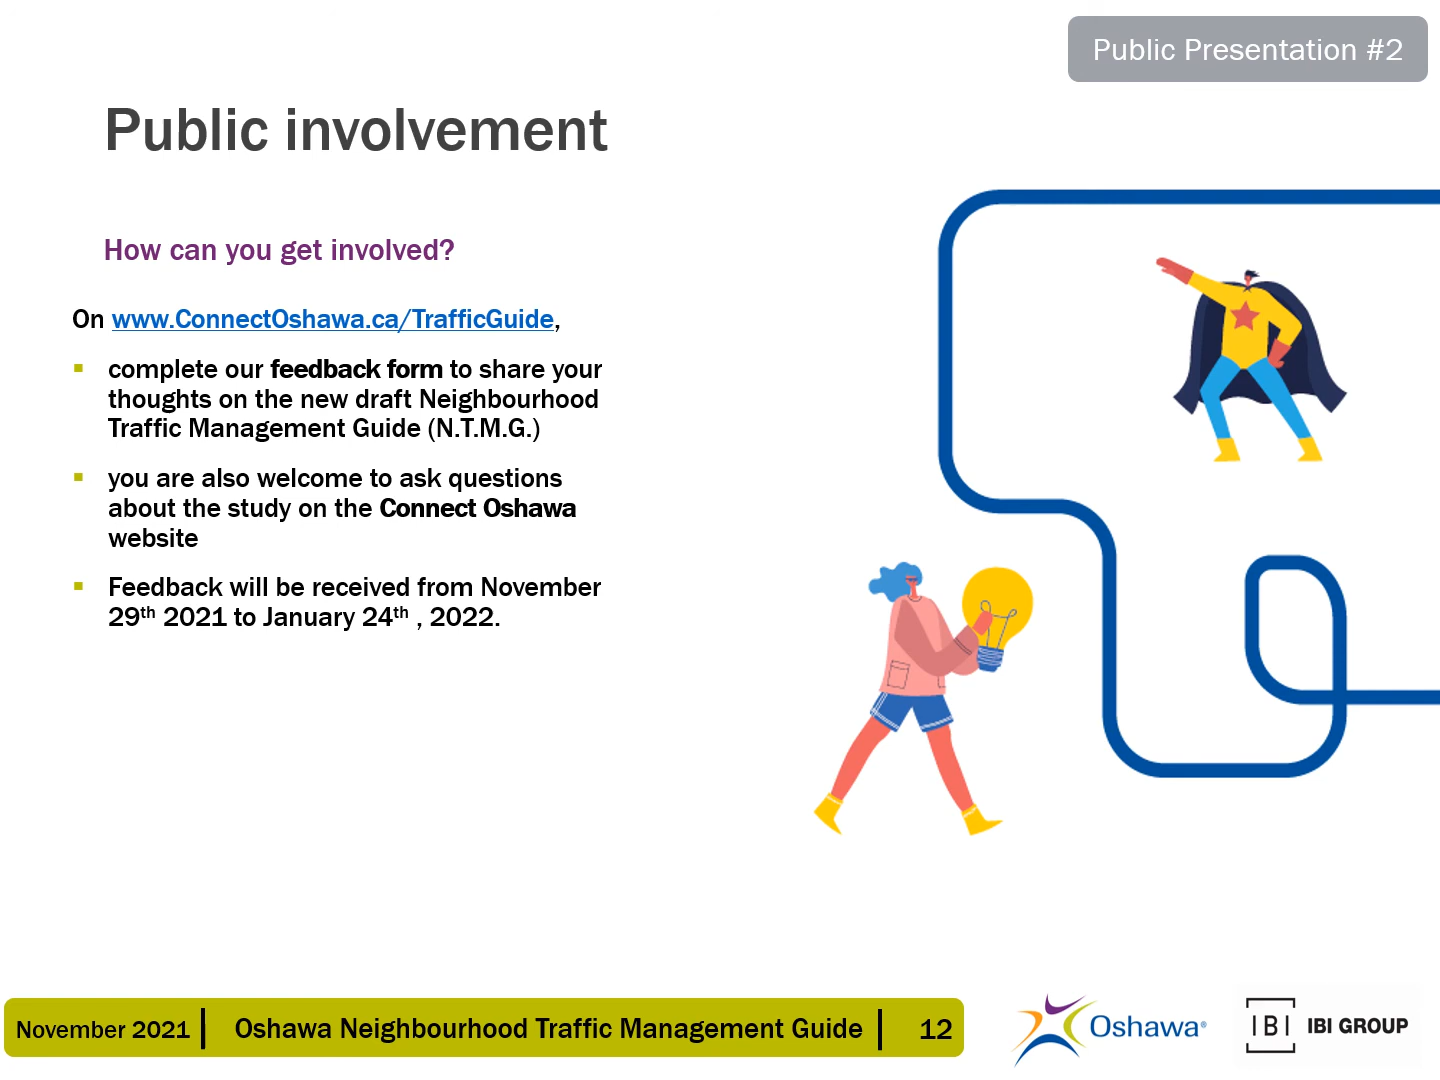 Public Presentation #2
Public involvement
How can you get involved?
On www.ConnectOshawa.ca/TrafficGuide,
▪ complete our feedback form to share your
thoughts on the new draft Neighbourhood
Traffic Management Guide (N.T.M.G.)
▪ you are also welcome to ask questions
about the study on the Connect Oshawa
website
▪ Feedback will be received from November
29th 2021 to January 24th , 2022.
November 2021 | Oshawa Neighbourhood Traffic Management Guide | 12
Oshawa®
IBI IBI GROUP